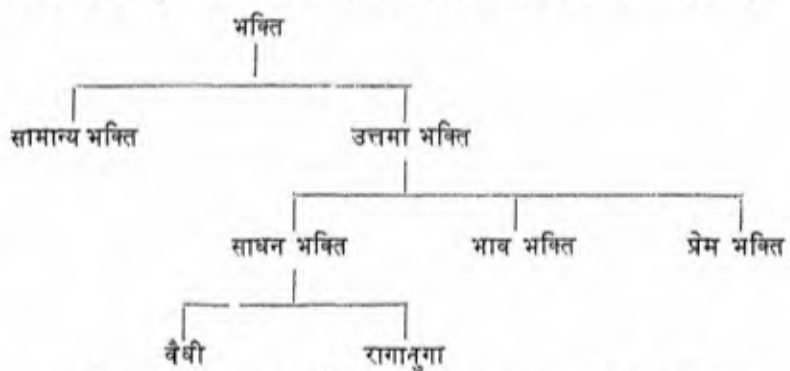 भक्ति
सामान्य भक्ति उत्तमा भक्ति
साधन भक्ति भाव भक्ति प्रेम भक्ति
वैधी रागानुगा